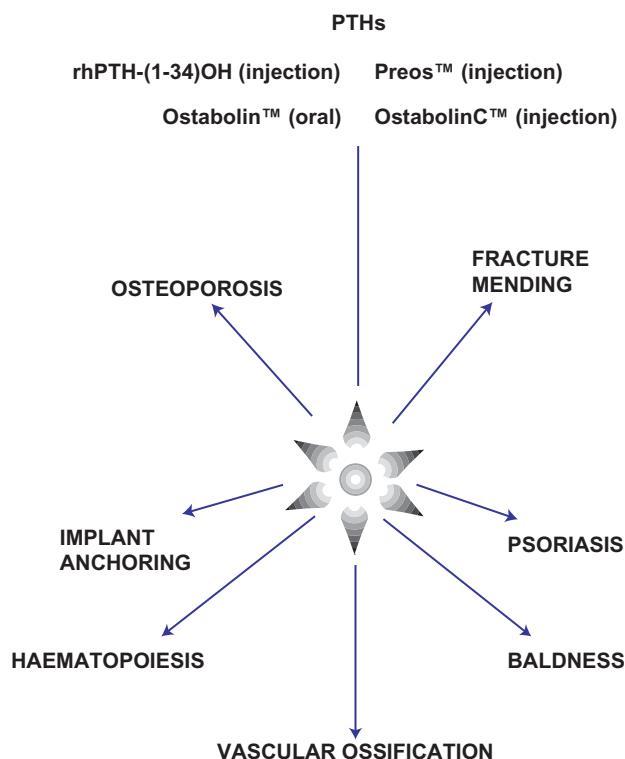 PTHs
rhPTH-(1-34)OH (injection) Preos™ (injection)
Ostabolin™ (oral) OstabolinC™ (injection)
FRACTURE
MENDING
OSTEOPOROSIS
IMPLANT
ANCHORING
PSORIASIS
HAEMATOPOIESIS
BALDNESS
VASCULAR OSSIFICATION